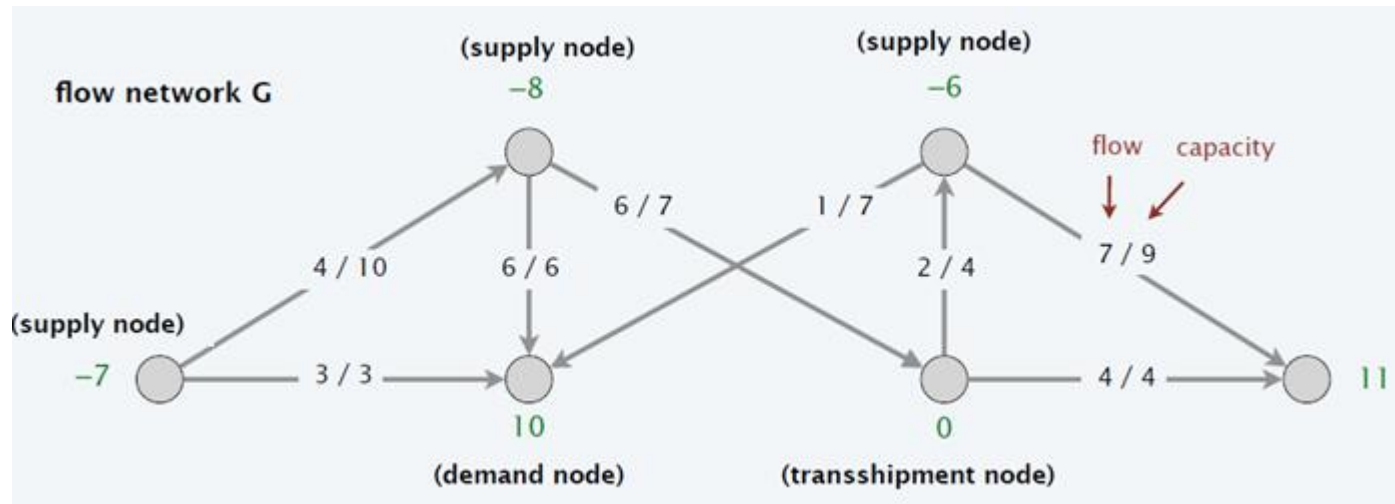 (supply node)
(supply node)
−8
−6
flow network G
flow
capacity
6 / 7
1 / 7
4 / 10
6 / 6
2 / 4
7 / 9
(supply node)
−7
3 / 3
4 / 4
11
10
0
(demand node)
(transshipment node)